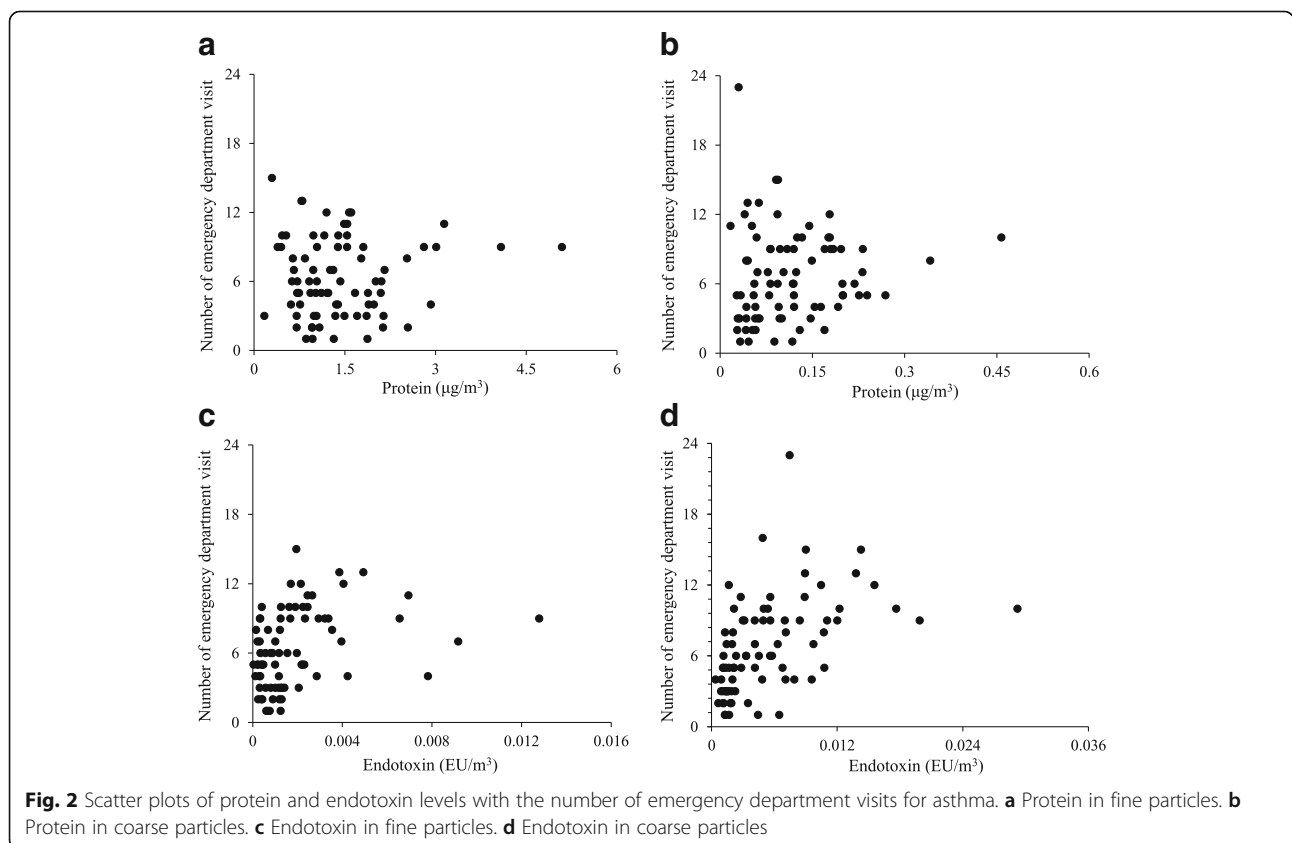 a
b
Number of emergency department visit
24
18
12
6
0
0
1.5
3
4.5
6
Protein (μg/m³)
Number of emergency department visit
24
18
12
6
0
0
0.15
0.3
0.45
0.6
Protein (μg/m³)
c
d
Number of emergency department visit
24
18
12
6
0
0
0.004
0.008
0.012
0.016
Endotoxin (EU/m³)
Number of emergency department visit
24
18
12
6
0
0
0.012
0.024
0.036
Endotoxin (EU/m³)
Fig. 2 Scatter plots of protein and endotoxin levels with the number of emergency department visits for asthma. a Protein in fine particles. b
Protein in coarse particles. c Endotoxin in fine particles. d Endotoxin in coarse particles